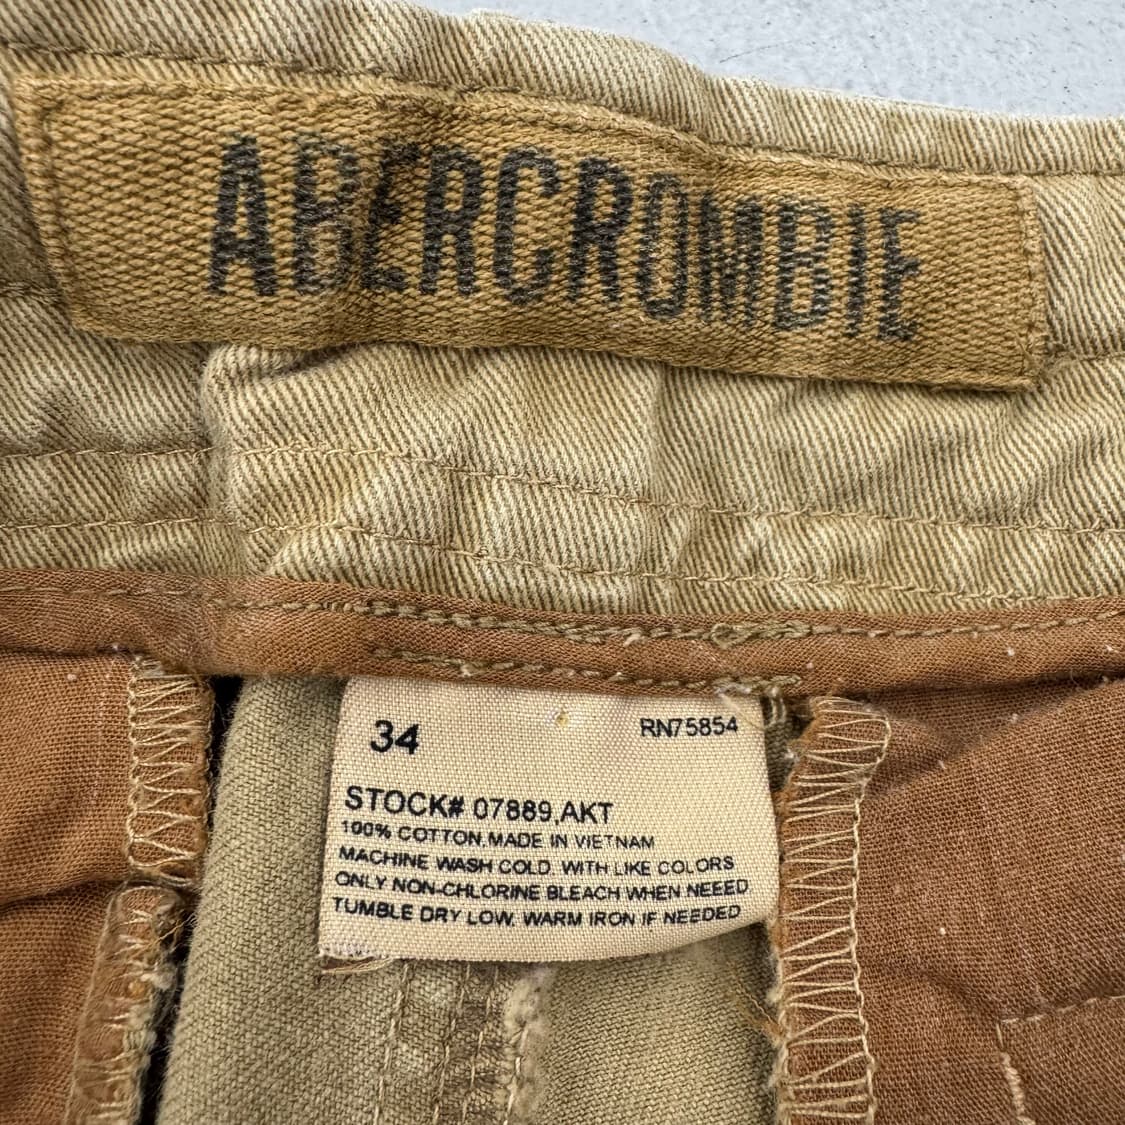 ABERCROMBIE
34 RN75854
STOCK# 07889,AKT
100% COTTON,MADE IN VIETNAM
MACHINE WASH COLD, WITH LIKE COLORS
ONLY NON-CHLORINE BLEACH WHEN NEEED
TUMBLE DRY LOW, WARM IRON IF NEEDED